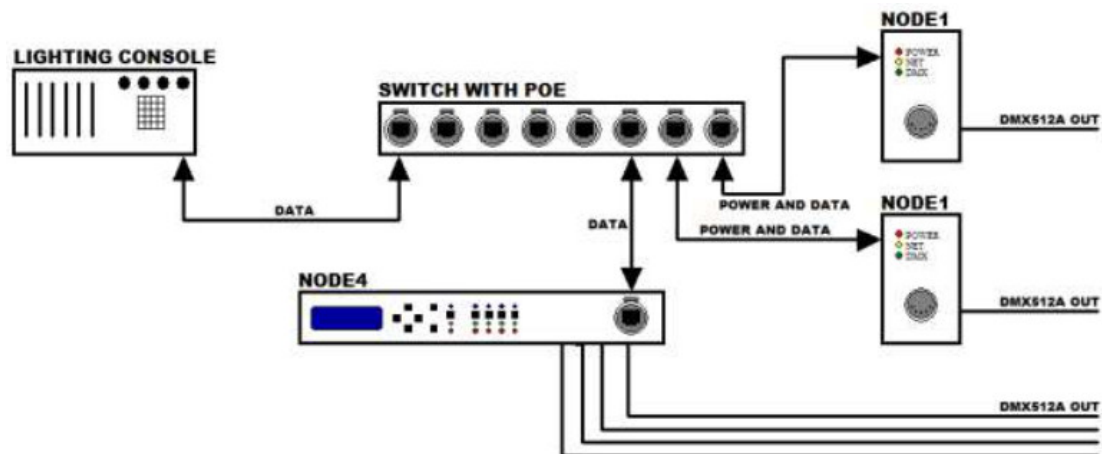 NODE1
LIGHTING CONSOLE
POWER
NET
DMX
SWITCH WITH POE
DMX512A OUT
POWER AND DATA
NODE1
DATA
DATA
POWER AND DATA
POWER
NET
DMX
NODE4
DMX512A OUT
DMX512A OUT